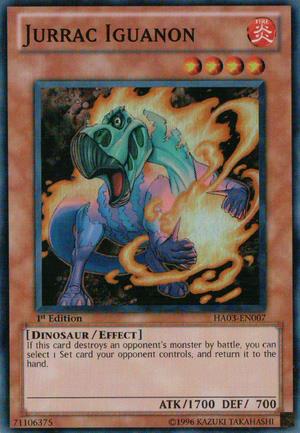 JURRAC IGUANON
FIRE
炎
1st Edition
HA03-EN007
[DINOSAUR / EFFECT]
If this card destroys an opponent's monster by battle, you can
select 1 Set card your opponent controls, and return it to the
hand.
ATK/1700 DEF/ 700
71106375
©1996 KAZUKI TAKAHASHI